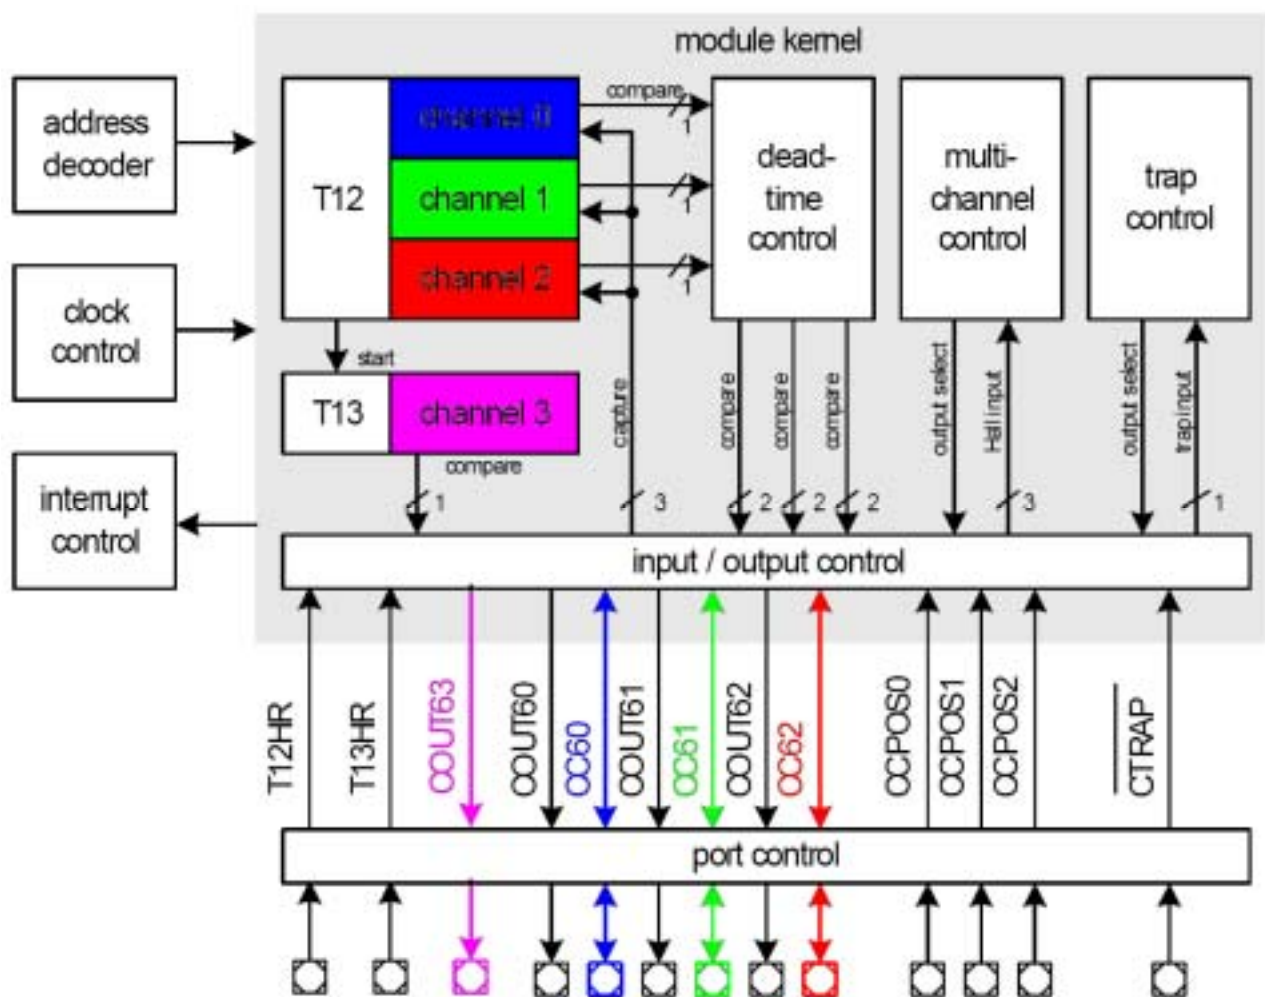 module kernel
address
decoder
clock
control
interrupt
control
T12
channel 0
channel 1
channel 2
compare
1
1
1
dead-
time
control
multi-
channel
control
trap
control
start
T13
channel 3
compare
1
capture
3
compare
2
compare
2
compare
2
output select
Hall input
3
output select
trap input
1
input / output control
T12HR
T13HR
COUT63
COUT60
CC60
COUT61
CC61
COUT62
CC62
CCPOS0
CCPOS1
CCPOS2
CTRAP
port control